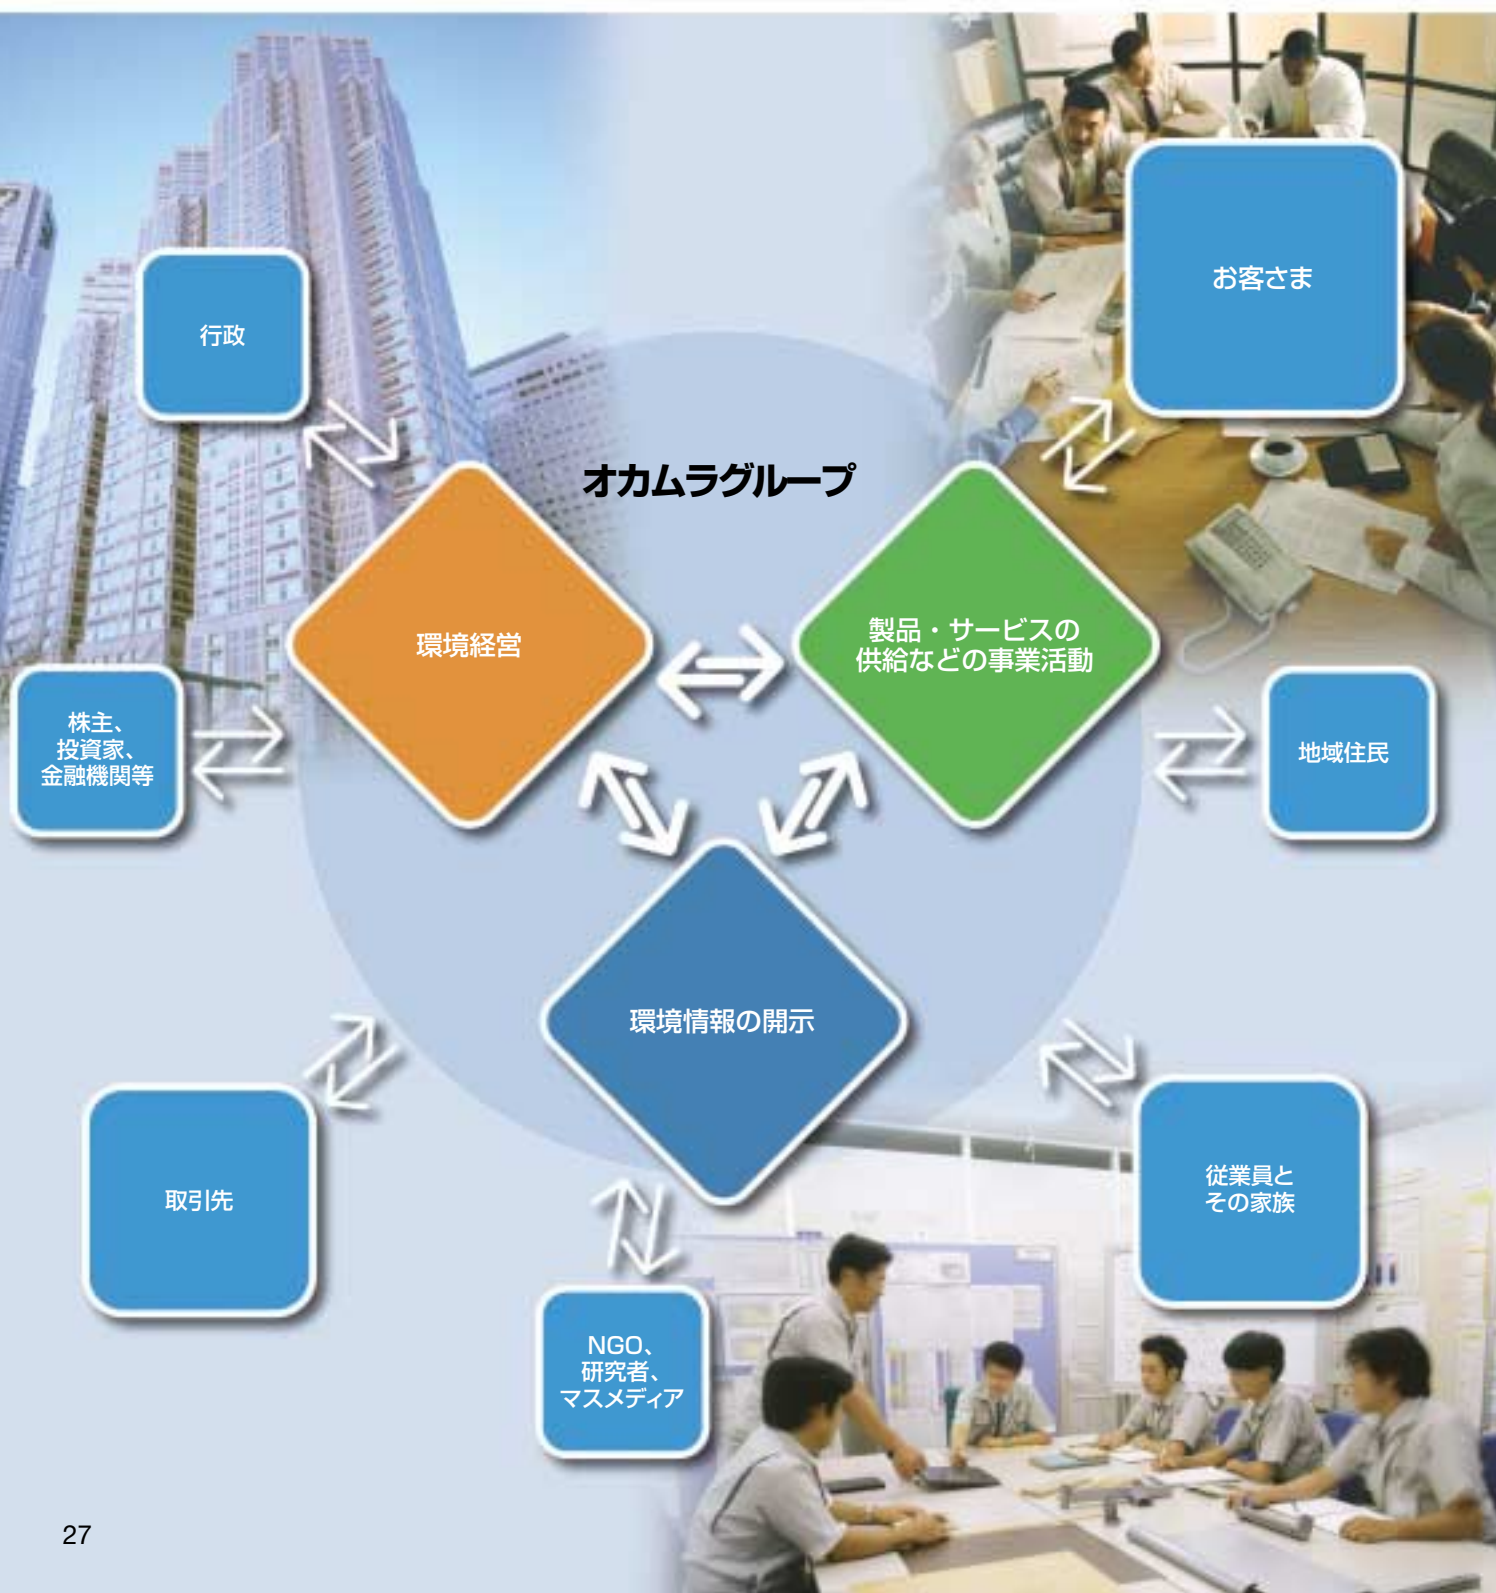 お客さま
行政
オカムラグループ
環境経営
製品・サービスの
供給などの事業活動
株主、
投資家、
金融機関等
地域住民
環境情報の開示
取引先
従業員と
その家族
NGO、
研究者、
マスメディア
27